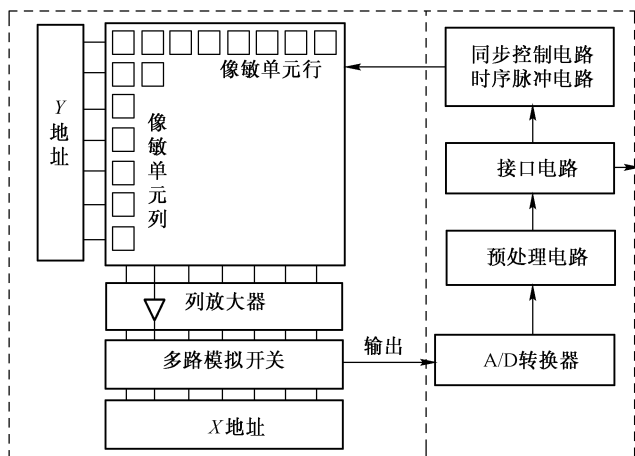 Y地址
像敏单元行
像敏单元列
列放大器
多路模拟开关
X地址
输出
同步控制电路
时序脉冲电路
接口电路
预处理电路
A/D转换器